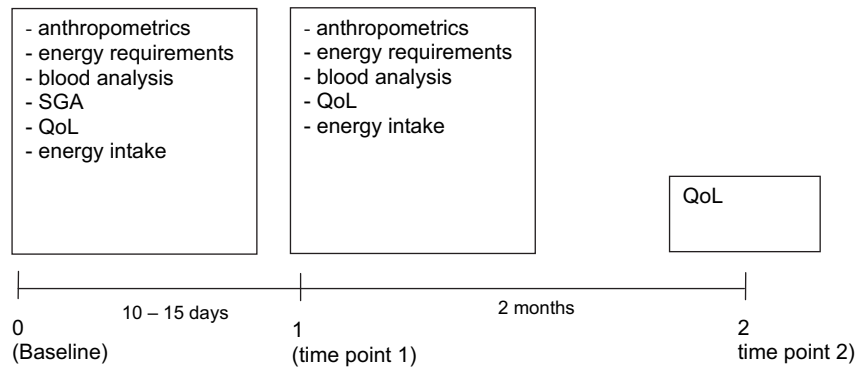 - anthropometrics
- energy requirements
- blood analysis
- SGA
- QoL
- energy intake
- anthropometrics
- energy requirements
- blood analysis
- QoL
- energy intake
QoL
10 – 15 days
2 months
0
(Baseline)
1
(time point 1)
2
time point 2)